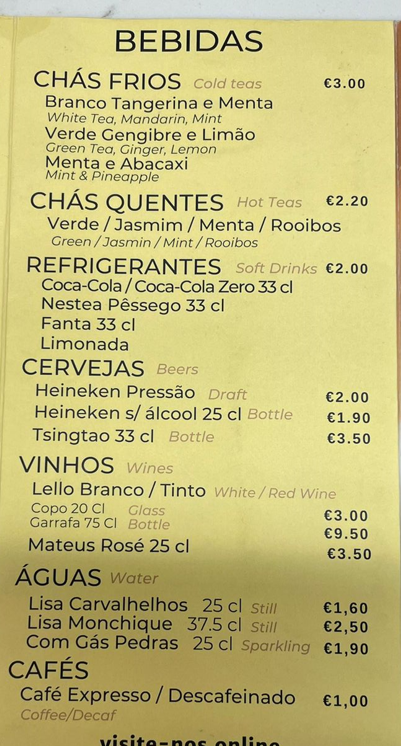 BEBIDAS
CHÁS FRIOS Cold teas €3.00
Branco Tangerina e Menta
White Tea, Mandarin, Mint
Verde Gengibre e Limão
Green Tea, Ginger, Lemon
Menta e Abacaxi
Mint & Pineapple
CHÁS QUENTES Hot Teas €2.20
Verde / Jasmim / Menta / Rooibos
Green / Jasmin / Mint / Rooibos
REFRIGERANTES Soft Drinks €2.00
Coca-Cola / Coca-Cola Zero 33 cl
Nestea Pêssego 33 cl
Fanta 33 cl
Limonada
CERVEJAS Beers
Heineken Pressão Draft €2.00
Heineken s/ álcool 25 cl Bottle €1.90
Tsingtao 33 cl Bottle €3.50
VINHOS Wines
Lello Branco / Tinto White / Red Wine
Copo 20 Cl Glass €3.00
Garrafa 75 Cl Bottle €9.50
Mateus Rosé 25 cl €3.50
ÁGUAS Water
Lisa Carvalhelhos 25 cl Still €1,60
Lisa Monchique 37.5 cl Still €2,50
Com Gás Pedras 25 cl Sparkling €1,90
CAFÉS
Café Expresso / Descafeinado €1,00
Coffee/Decaf
visite-nos online